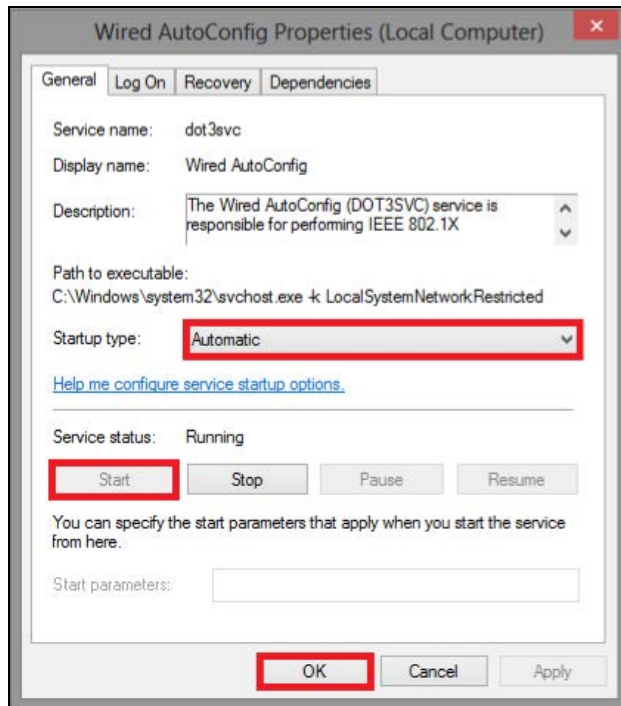 Wired AutoConfig Properties (Local Computer)
General Log On Recovery Dependencies
Service name: dot3svc
Display name: Wired AutoConfig
Description: The Wired AutoConfig (DOT3SVC) service is
responsible for performing IEEE 802.1X
Path to executable:
C:\Windows\system32\svchost.exe -k LocalSystemNetworkRestricted
Startup type: Automatic
Help me configure service startup options.
Service status: Running
Start Stop Pause Resume
You can specify the start parameters that apply when you start the service
from here.
Start parameters:
OK Cancel Apply